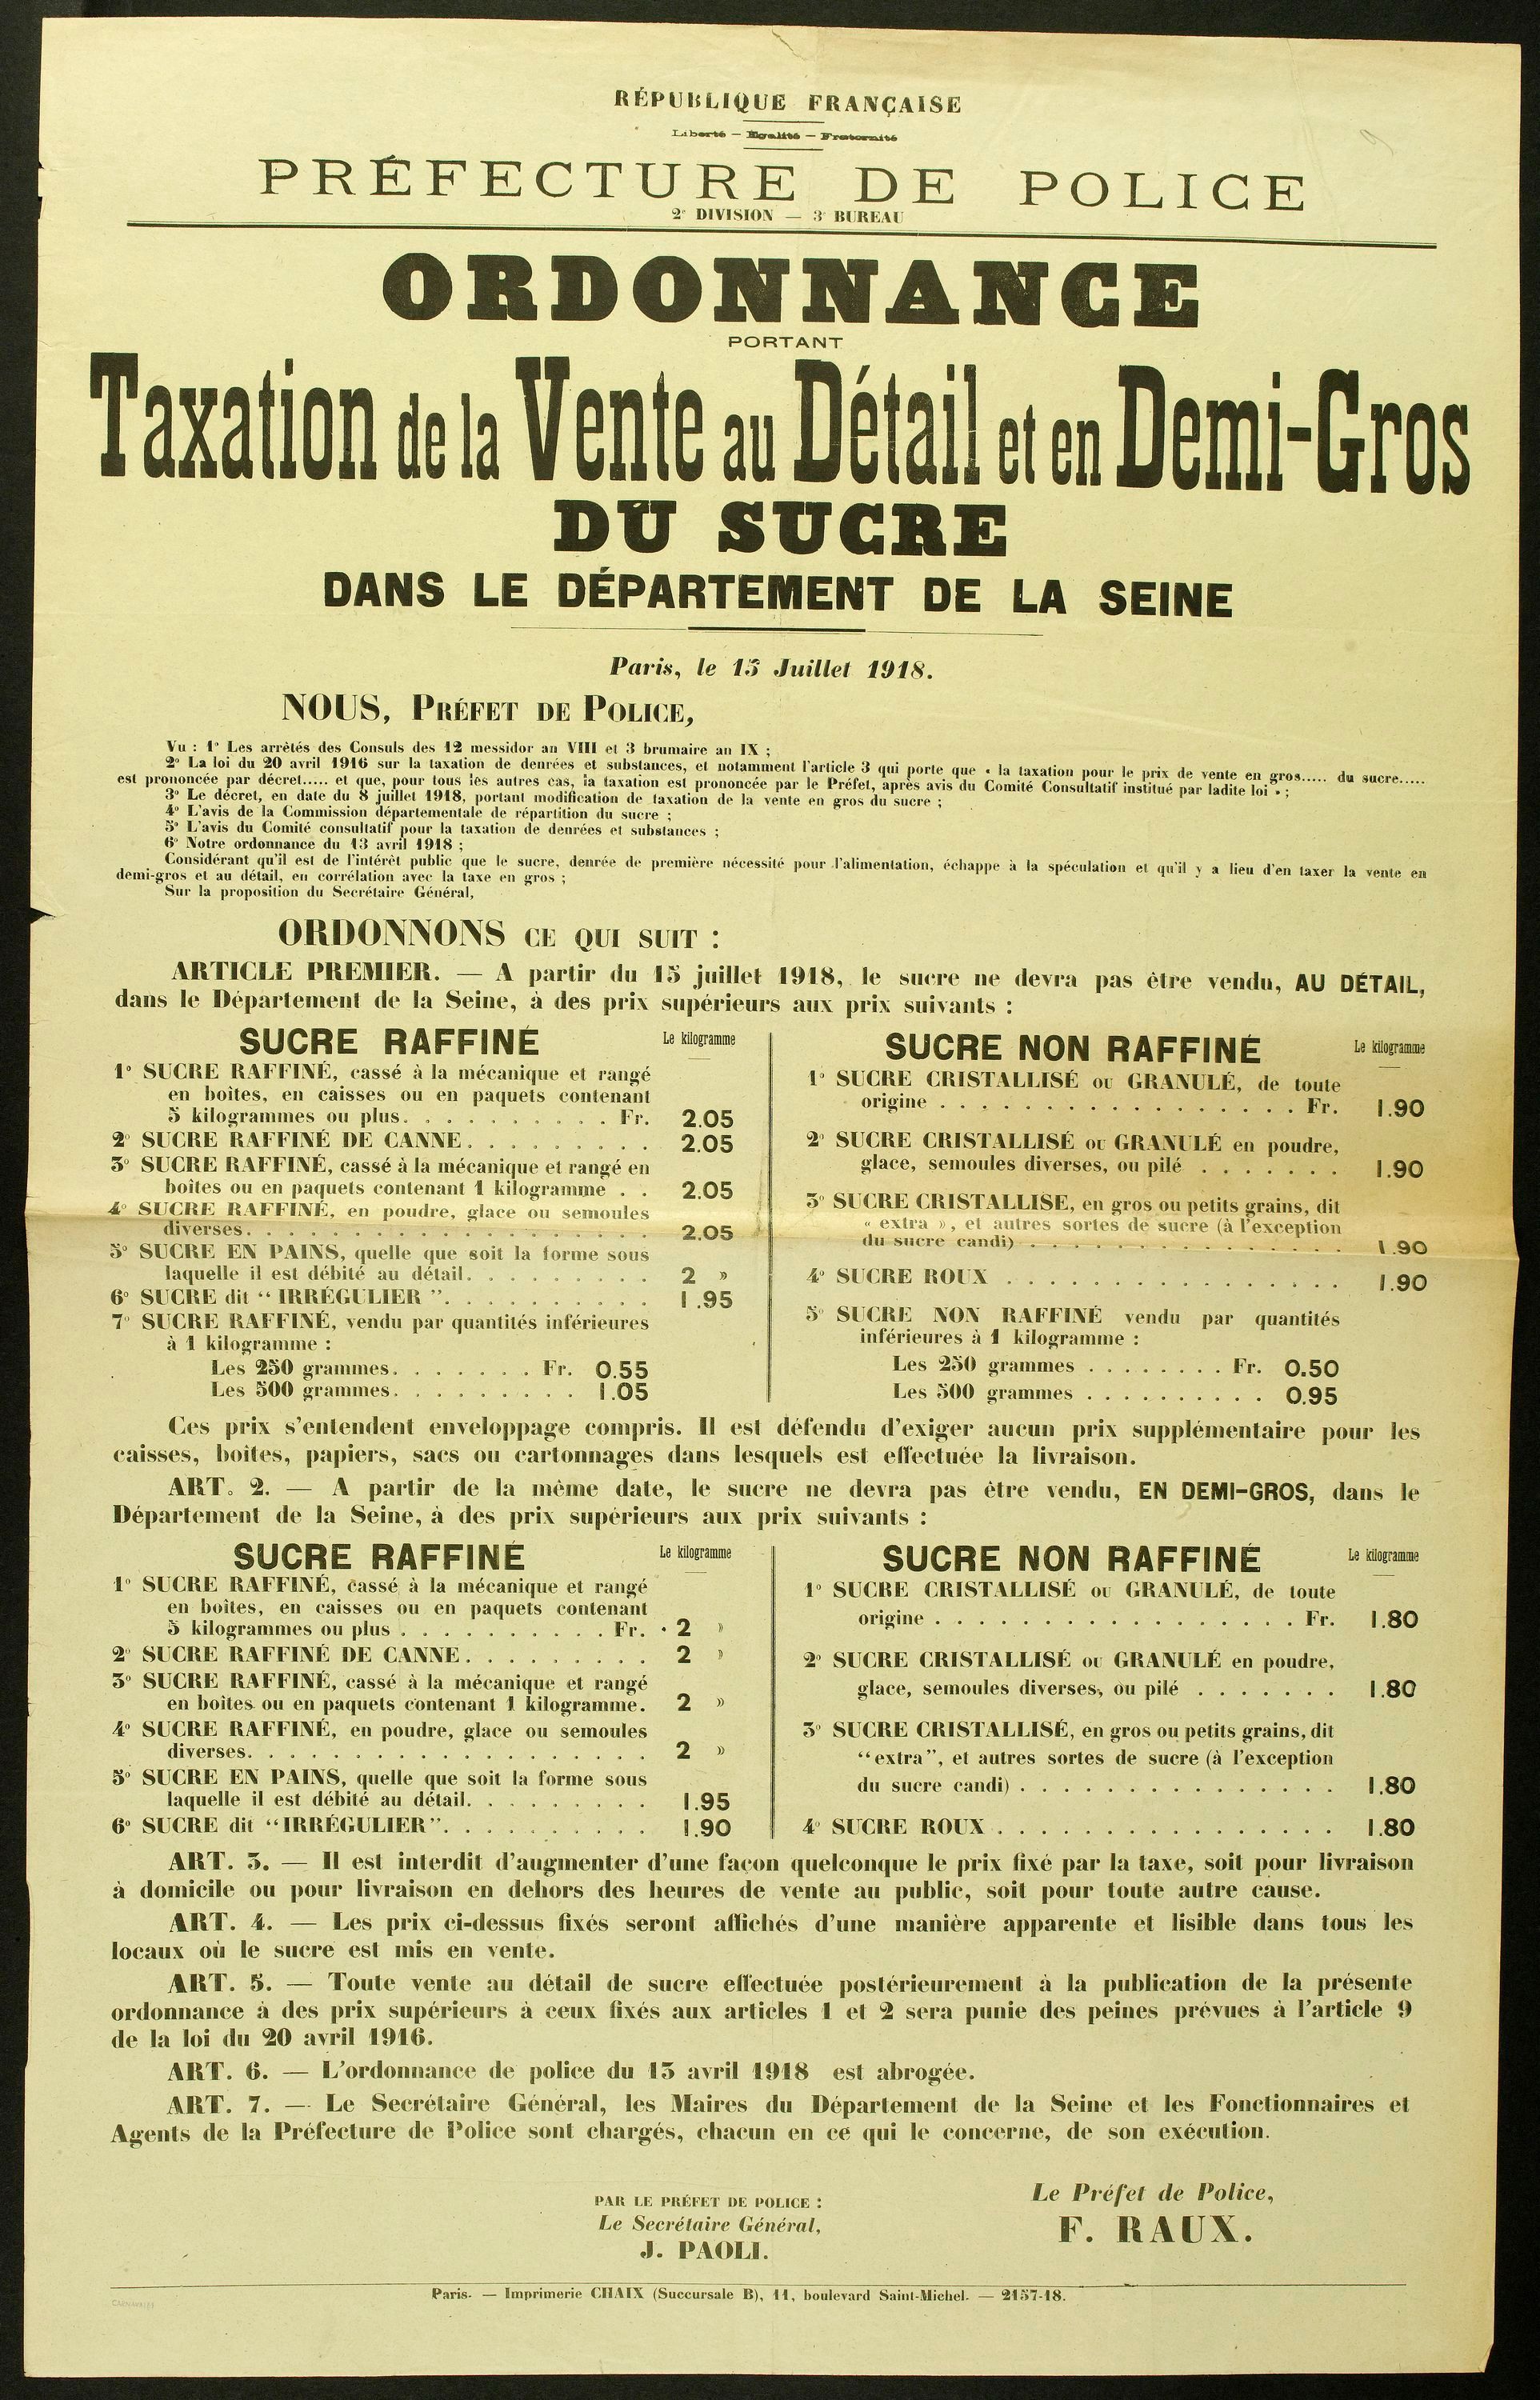 RÉPUBLIQUE FRANÇAISE
Liberté — Égalité — Fraternité
PRÉFECTURE DE POLICE
2e DIVISION — 3e BUREAU
ORDONNANCE
PORTANT
Taxation de la Vente au Détail et en Demi-Gros
DU SUCRE
DANS LE DÉPARTEMENT DE LA SEINE
Paris, le 13 Juillet 1918.
NOUS, PRÉFET DE POLICE,
Vu : 1° Les arrêtés des Consuls des 12 messidor an VIII et 3 brumaire an IX ;
2° La loi du 20 avril 1916 sur la taxation de denrées et substances, et notamment l'article 3 qui porte que « la taxation pour le prix de vente en gros..... du sucre.....
est prononcée par décret..... et que, pour tous les autres cas, la taxation est prononcée par le Préfet, après avis du Comité Consultatif institué par ladite loi » ;
3° Le décret, en date du 8 juillet 1918, portant modification de taxation de la vente en gros du sucre ;
4° L'avis de la Commission départementale de répartition du sucre ;
5° L'avis du Comité consultatif pour la taxation de denrées et substances ;
6° Notre ordonnance du 13 avril 1918 ;
Considérant qu'il est de l'intérêt public que le sucre, denrée de première nécessité pour l'alimentation, échappe à la spéculation et qu'il y a lieu d'en taxer la vente en
demi-gros et au détail, en corrélation avec la taxe en gros ;
Sur la proposition du Secrétaire Général,
ORDONNONS CE QUI SUIT :
ARTICLE PREMIER. — A partir du 15 juillet 1918, le sucre ne devra pas être vendu, AU DÉTAIL,
dans le Département de la Seine, à des prix supérieurs aux prix suivants :
SUCRE RAFFINÉ Le kilogramme
1° SUCRE RAFFINÉ, cassé à la mécanique et rangé
en boîtes, en caisses ou en paquets contenant
5 kilogrammes ou plus. . . . . . . . . . Fr. 2.05
2° SUCRE RAFFINÉ DE CANNE. . . . . . . . . 2.05
3° SUCRE RAFFINÉ, cassé à la mécanique et rangé en
boîtes ou en paquets contenant 1 kilogramme . . 2.05
4° SUCRE RAFFINÉ, en poudre, glace ou semoules
diverses. . . . . . . . . . . . . . . . . . 2.05
5° SUCRE EN PAINS, quelle que soit la forme sous
laquelle il est débité au détail. . . . . . . . . 2 »
6° SUCRE dit “ IRRÉGULIER ”. . . . . . . . . . 1.95
7° SUCRE RAFFINÉ, vendu par quantités inférieures
à 1 kilogramme :
Les 250 grammes. . . . . . . Fr. 0.55
Les 500 grammes. . . . . . . . . 1.05
SUCRE NON RAFFINÉ Le kilogramme
1° SUCRE CRISTALLISÉ OU GRANULÉ, de toute
origine . . . . . . . . . . . . . . . . . Fr. 1.90
2° SUCRE CRISTALLISÉ OU GRANULÉ en poudre,
glace, semoules diverses, ou pilé . . . . . . . 1.90
3° SUCRE CRISTALLISÉ, en gros ou petits grains, dit
« extra », et autres sortes de sucre (à l'exception
du sucre candi) . . . . . . . . . . . . . . 1.90
4° SUCRE ROUX . . . . . . . . . . . . . . . . 1.90
5° SUCRE NON RAFFINÉ vendu par quantités
inférieures à 1 kilogramme :
Les 250 grammes . . . . . . . . Fr. 0.50
Les 500 grammes . . . . . . . . . . 0.95
Ces prix s'entendent enveloppage compris. Il est défendu d'exiger aucun prix supplémentaire pour les
caisses, boîtes, papiers, sacs ou cartonnages dans lesquels est effectuée la livraison.
ART. 2. — A partir de la même date, le sucre ne devra pas être vendu, EN DEMI-GROS, dans le
Département de la Seine, à des prix supérieurs aux prix suivants :
SUCRE RAFFINÉ Le kilogramme
1° SUCRE RAFFINÉ, cassé à la mécanique et rangé
en boîtes, en caisses ou en paquets contenant
5 kilogrammes ou plus . . . . . . . . . . Fr. 2 »
2° SUCRE RAFFINÉ DE CANNE. . . . . . . . . 2 »
3° SUCRE RAFFINÉ, cassé à la mécanique et rangé
en boîtes ou en paquets contenant 1 kilogramme. 2 »
4° SUCRE RAFFINÉ, en poudre, glace ou semoules
diverses. . . . . . . . . . . . . . . . . . 2 »
5° SUCRE EN PAINS, quelle que soit la forme sous
laquelle il est débité au détail. . . . . . . . . 1.95
6° SUCRE dit “IRRÉGULIER”. . . . . . . . . . 1.90
SUCRE NON RAFFINÉ Le kilogramme
1° SUCRE CRISTALLISÉ OU GRANULÉ, de toute
origine . . . . . . . . . . . . . . . . . Fr. 1.80
2° SUCRE CRISTALLISÉ OU GRANULÉ en poudre,
glace, semoules diverses, ou pilé . . . . . . . 1.80
3° SUCRE CRISTALLISÉ, en gros ou petits grains, dit
“extra”, et autres sortes de sucre (à l'exception
du sucre candi) . . . . . . . . . . . . . . . 1.80
4° SUCRE ROUX . . . . . . . . . . . . . . . . 1.80
ART. 3. — Il est interdit d'augmenter d'une façon quelconque le prix fixé par la taxe, soit pour livraison
à domicile ou pour livraison en dehors des heures de vente au public, soit pour toute autre cause.
ART. 4. — Les prix ci-dessus fixés seront affichés d'une manière apparente et lisible dans tous les
locaux où le sucre est mis en vente.
ART. 5. — Toute vente au détail de sucre effectuée postérieurement à la publication de la présente
ordonnance à des prix supérieurs à ceux fixés aux articles 1 et 2 sera punie des peines prévues à l'article 9
de la loi du 20 avril 1916.
ART. 6. — L'ordonnance de police du 13 avril 1918 est abrogée.
ART. 7. — Le Secrétaire Général, les Maires du Département de la Seine et les Fonctionnaires et
Agents de la Préfecture de Police sont chargés, chacun en ce qui le concerne, de son exécution.
PAR LE PRÉFET DE POLICE :
Le Secrétaire Général,
J. PAOLI.
Le Préfet de Police,
F. RAUX.
Paris. — Imprimerie CHAIX (Succursale B), 11, boulevard Saint-Michel. — 2157-18.
CARNAVALET